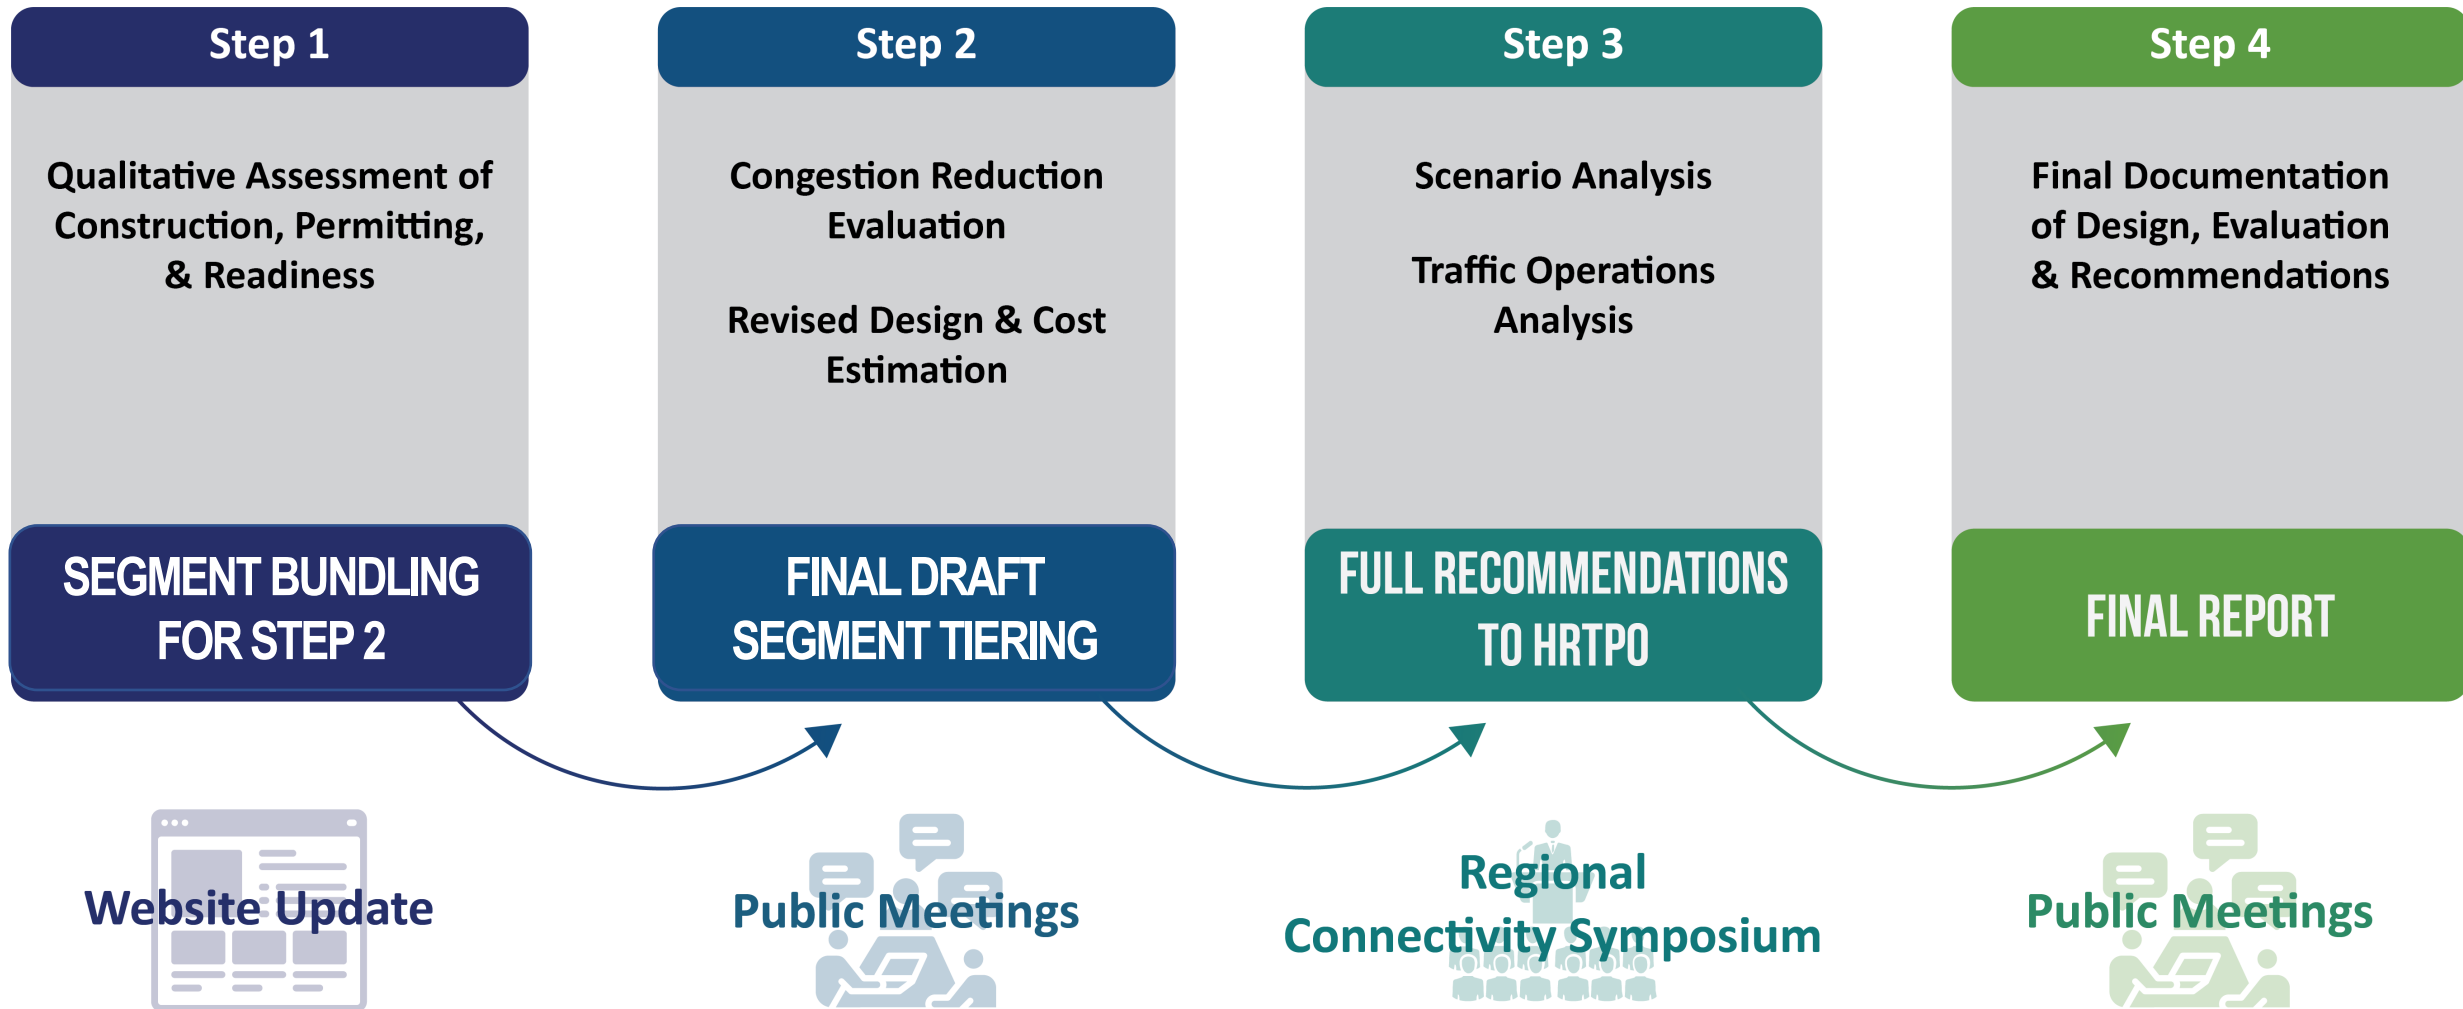 Step 1
Qualitative Assessment of
Construction, Permitting,
& Readiness
SEGMENT BUNDLING
FOR STEP 2
Website Update
Step 2
Congestion Reduction
Evaluation
Revised Design & Cost
Estimation
FINAL DRAFT
SEGMENT TIERING
Public Meetings
Step 3
Scenario Analysis
Traffic Operations
Analysis
FULL RECOMMENDATIONS
TO HRTPO
Regional
Connectivity Symposium
Step 4
Final Documentation
of Design, Evaluation
& Recommendations
FINAL REPORT
Public Meetings